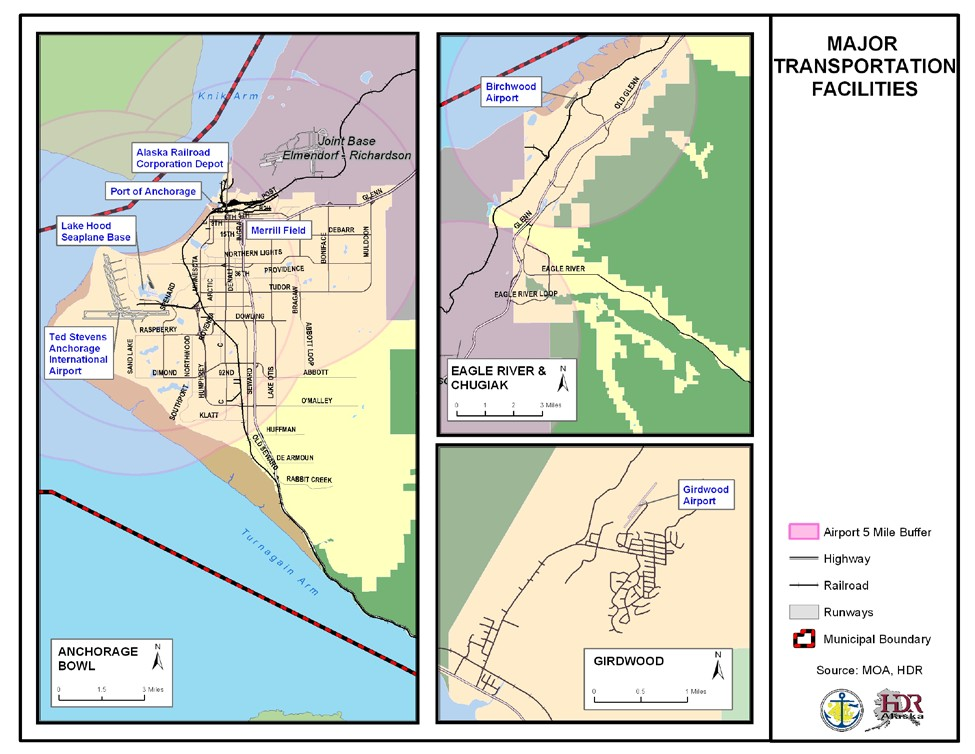 MAJOR
TRANSPORTATION
FACILITIES
Knik Arm
Joint Base
Elmendorf - Richardson
Alaska Railroad
Corporation Depot
Port of Anchorage
Lake Hood
Seaplane Base
Merrill Field
Ted Stevens
Anchorage
International
Airport
POST
GLENN
5TH
15TH
INGRA
DEBARR
BONIFACE
MULDOON
NORTHERN LIGHTS
MINNESOTA
ARCTIC
DENALI
36TH
PROVIDENCE
TUDOR
BRAGAW
SPENARD
DOWLING
RASPBERRY
SAND LAKE
NORTHWOOD
ROVENNA
C
ABBOTT LOOP
DIMOND
HUMPHREY
92ND
SEWARD
LAKE OTIS
ABBOTT
SOUTHPORT
C
O'MALLEY
KLATT
HUFFMAN
OLD SEWARD
DE ARMOUN
RABBIT CREEK
Turnagain Arm
ANCHORAGE
BOWL
N
0 1.5 3 Miles
Birchwood
Airport
OLD GLENN
GLENN
EAGLE RIVER
EAGLE RIVER LOOP
EAGLE RIVER &
CHUGIAK
N
0 1 2 3 Miles
Girdwood
Airport
GIRDWOOD
N
0 0.5 1 Miles
Airport 5 Mile Buffer
Highway
Railroad
Runways
Municipal Boundary
Source: MOA, HDR
HDR
Alaska